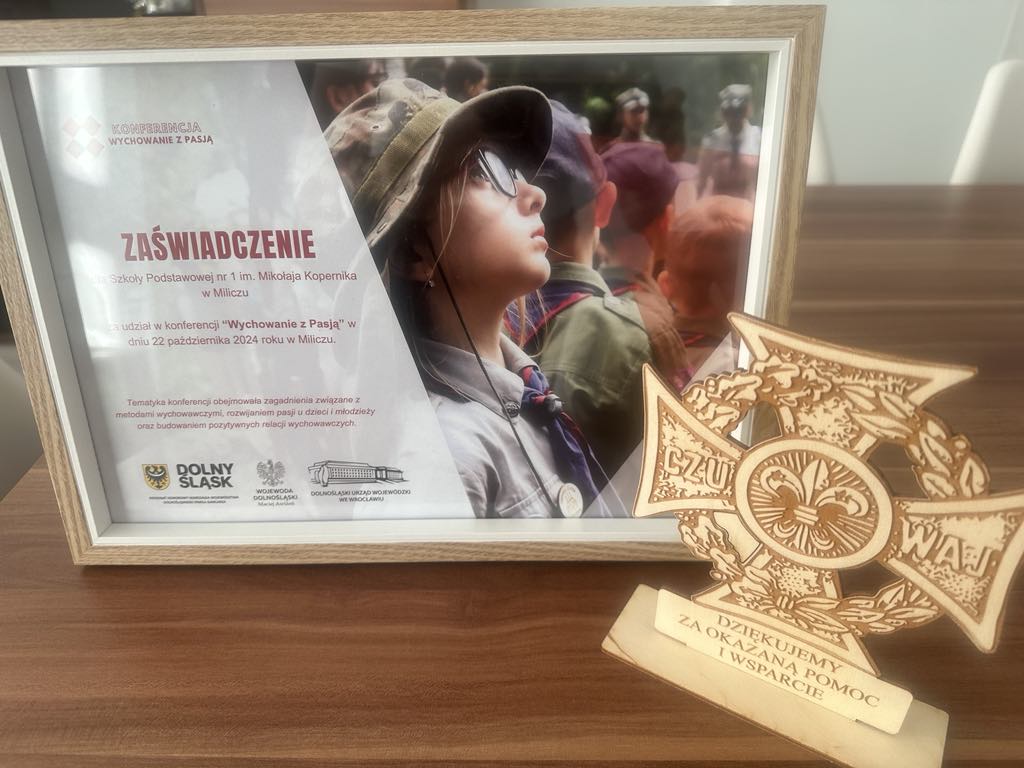 KONFERENCJA
WYCHOWANIE Z PASJĄ
ZAŚWIADCZENIE
Szkoły Podstawowej nr 1 im. Mikołaja Kopernika
w Miliczu
za udział w konferencji “Wychowanie z Pasją” w
dniu 22 października 2024 roku w Miliczu.
Tematyka konferencji obejmowała zagadnienia związane z
metodami wychowawczymi, rozwijaniem pasji u dzieci i młodzieży
oraz budowaniem pozytywnych relacji wychowawczych.
DOLNY
ŚLĄSK
WOJEWODA
DOLNOŚLĄSKI
DOLNOŚLĄSKI URZĄD WOJEWÓDZKI
WE WROCŁAWIU
CZU
WAJ
DZIĘKUJEMY
ZA OKAZANĄ POMOC
I WSPARCIE